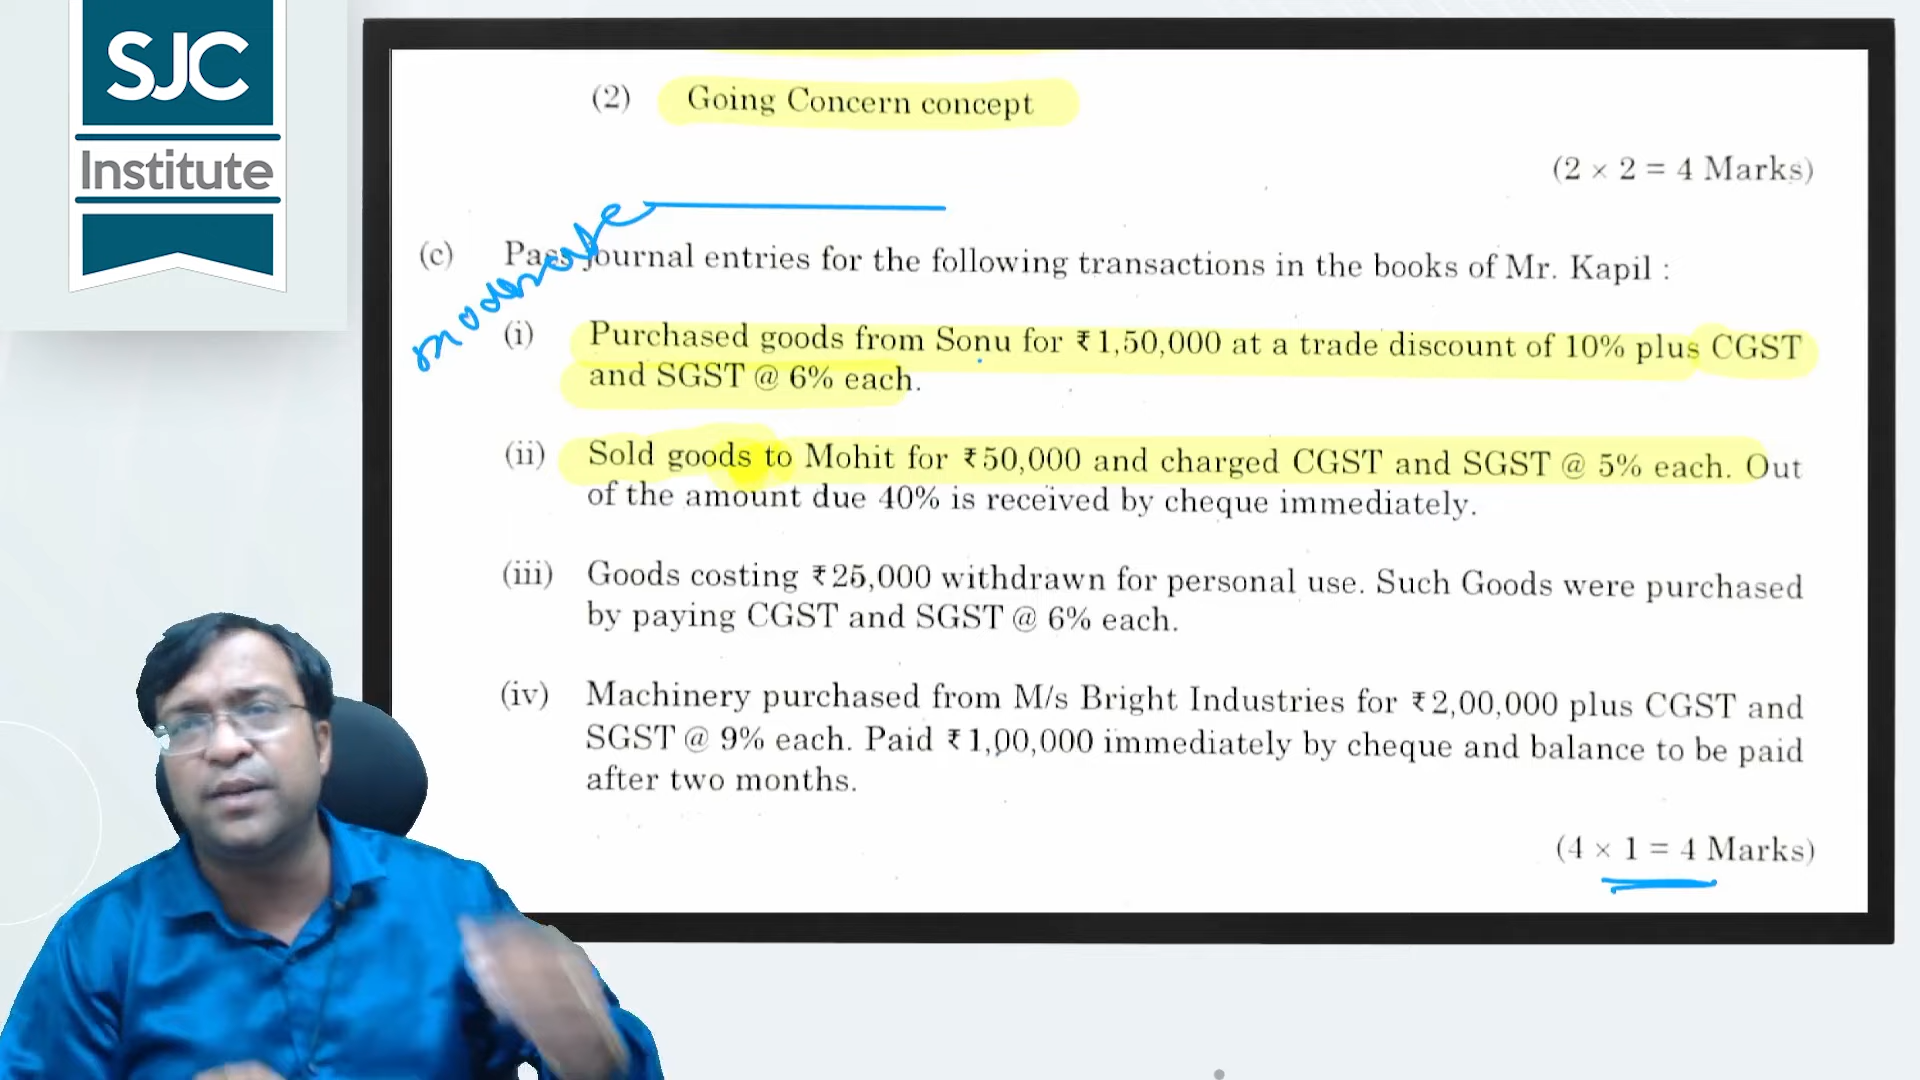 SJC
Institute
(2) Going Concern concept
(2 × 2 = 4 Marks)
moderate
(c) Pass journal entries for the following transactions in the books of Mr. Kapil :
(i) Purchased goods from Sonu for ₹1,50,000 at a trade discount of 10% plus CGST
and SGST @ 6% each.
(ii) Sold goods to Mohit for ₹50,000 and charged CGST and SGST @ 5% each. Out
of the amount due 40% is received by cheque immediately.
(iii) Goods costing ₹25,000 withdrawn for personal use. Such Goods were purchased
by paying CGST and SGST @ 6% each.
(iv) Machinery purchased from M/s Bright Industries for ₹2,00,000 plus CGST and
SGST @ 9% each. Paid ₹1,00,000 immediately by cheque and balance to be paid
after two months.
(4 × 1 = 4 Marks)